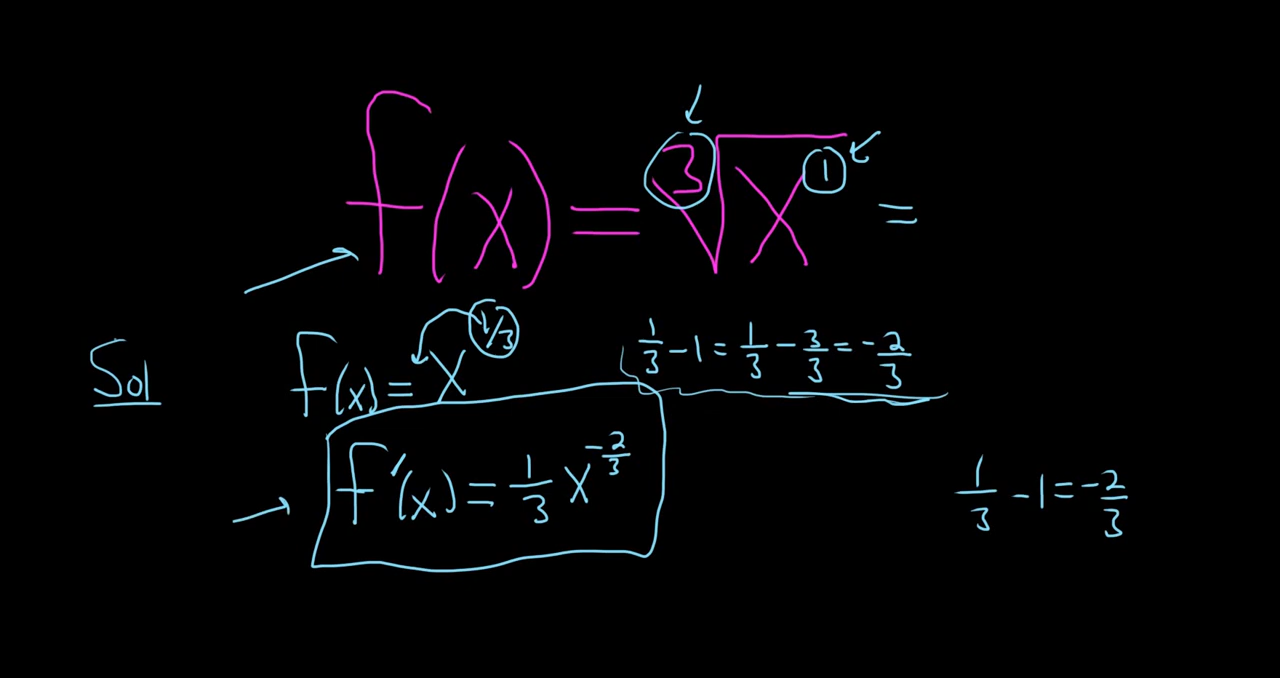 f(x) = ∛x¹ =
Sol f(x) = x^{1/3} 1/3 - 1 = 1/3 - 3/3 = -2/3
f'(x) = 1/3 x^{-2/3} 1/3 - 1 = -2/3